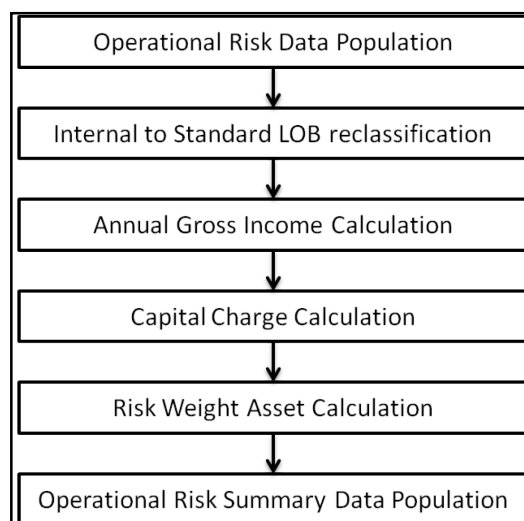 Operational Risk Data Population
Internal to Standard LOB reclassification
Annual Gross Income Calculation
Capital Charge Calculation
Risk Weight Asset Calculation
Operational Risk Summary Data Population